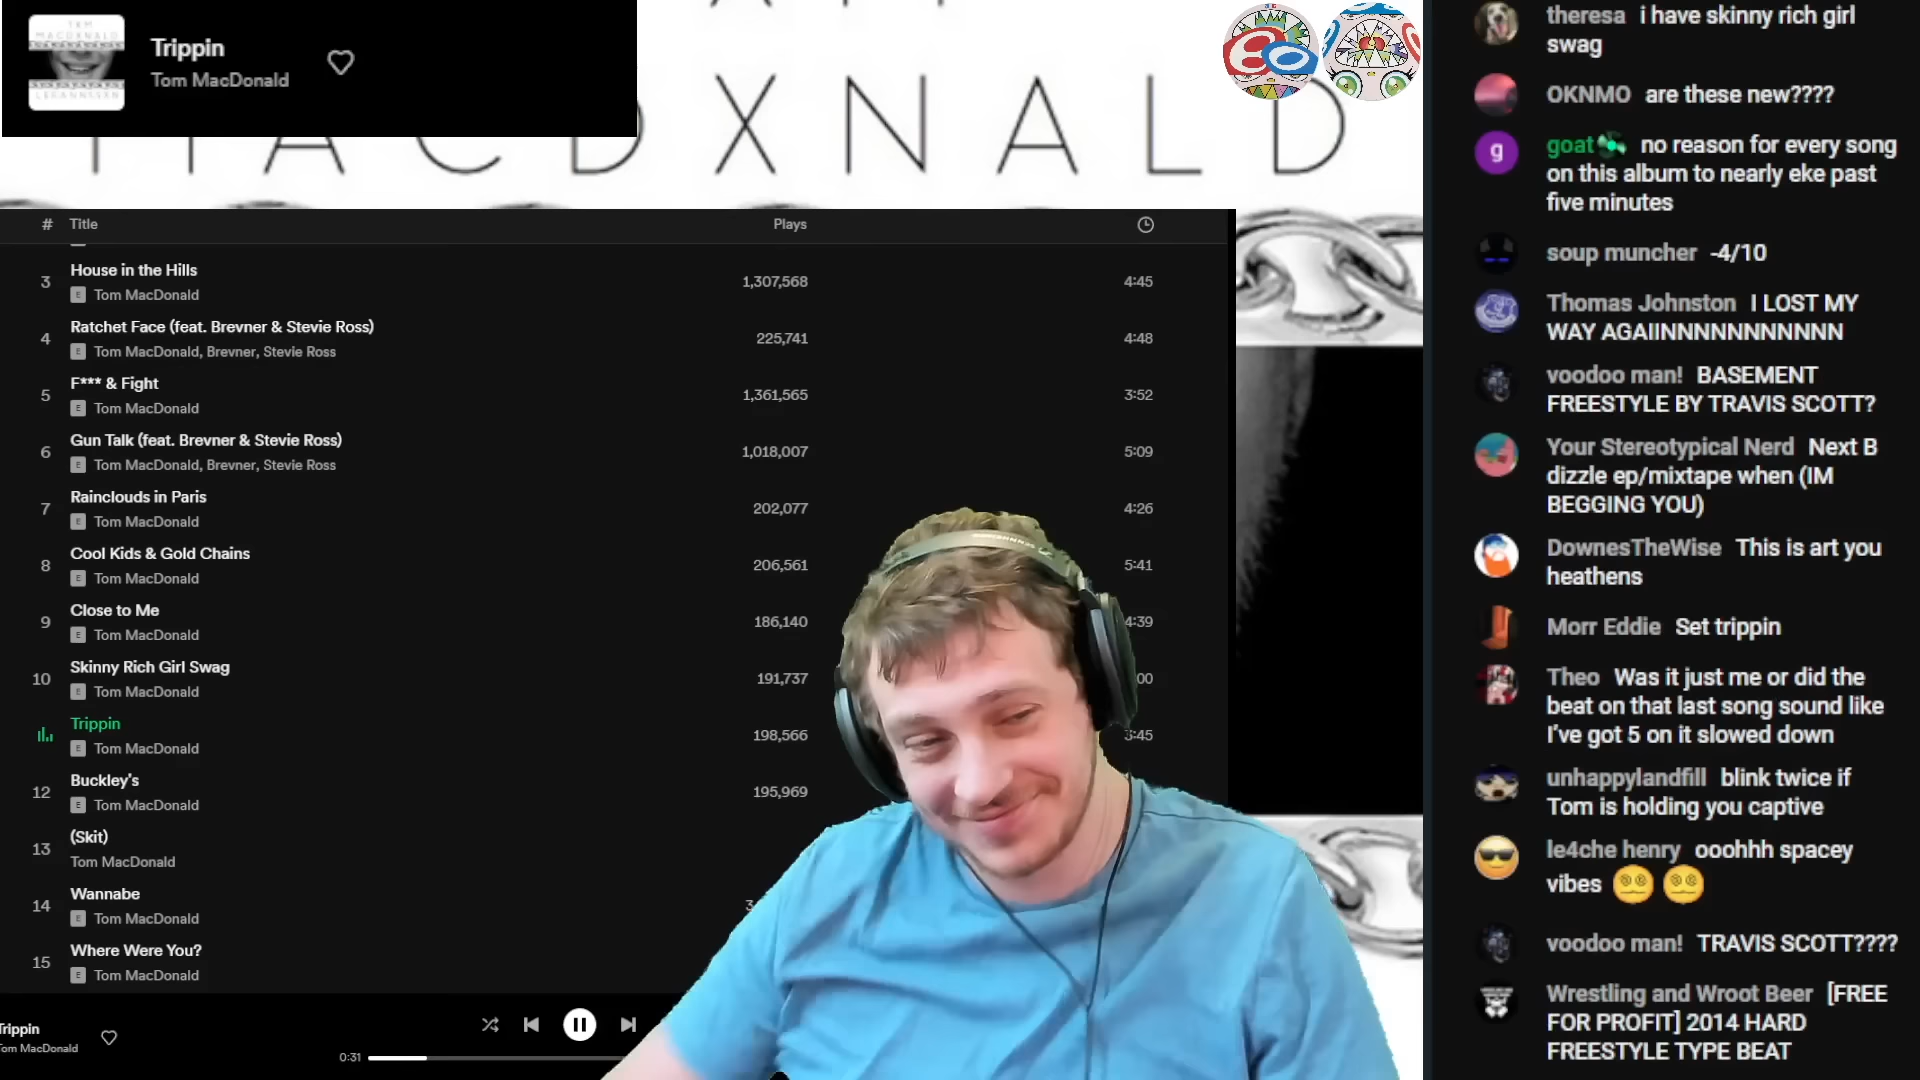 Trippin
Tom MacDonald
TXM
MACDXNALD
MACDXNALD
# Title Plays
3 House in the Hills 1,307,568 4:45
E Tom MacDonald
4 Ratchet Face (feat. Brevner & Stevie Ross) 225,741 4:48
E Tom MacDonald, Brevner, Stevie Ross
5 F*** & Fight 1,361,565 3:52
E Tom MacDonald
6 Gun Talk (feat. Brevner & Stevie Ross) 1,018,007 5:09
E Tom MacDonald, Brevner, Stevie Ross
7 Rainclouds in Paris 202,077 4:26
E Tom MacDonald
8 Cool Kids & Gold Chains 206,561 5:41
E Tom MacDonald
9 Close to Me 186,140 4:39
E Tom MacDonald
10 Skinny Rich Girl Swag 191,737 00
E Tom MacDonald
Trippin 198,566 3:45
E Tom MacDonald
12 Buckley's 195,969
E Tom MacDonald
13 (Skit)
Tom MacDonald
14 Wannabe 3
E Tom MacDonald
15 Where Were You?
E Tom MacDonald
Trippin
Tom MacDonald
0:31
theresa i have skinny rich girl
swag
OKNMO are these new????
g goat no reason for every song
on this album to nearly eke past
five minutes
soup muncher -4/10
Thomas Johnston I LOST MY
WAY AGAIINNNNNNNNNNN
voodoo man! BASEMENT
FREESTYLE BY TRAVIS SCOTT?
Your Stereotypical Nerd Next B
dizzle ep/mixtape when (IM
BEGGING YOU)
DownesTheWise This is art you
heathens
Morr Eddie Set trippin
Theo Was it just me or did the
beat on that last song sound like
I've got 5 on it slowed down
unhappylandfill blink twice if
Tom is holding you captive
le4che henry ooohhh spacey
vibes
voodoo man! TRAVIS SCOTT????
Wrestling and Wroot Beer [FREE
FOR PROFIT] 2014 HARD
FREESTYLE TYPE BEAT